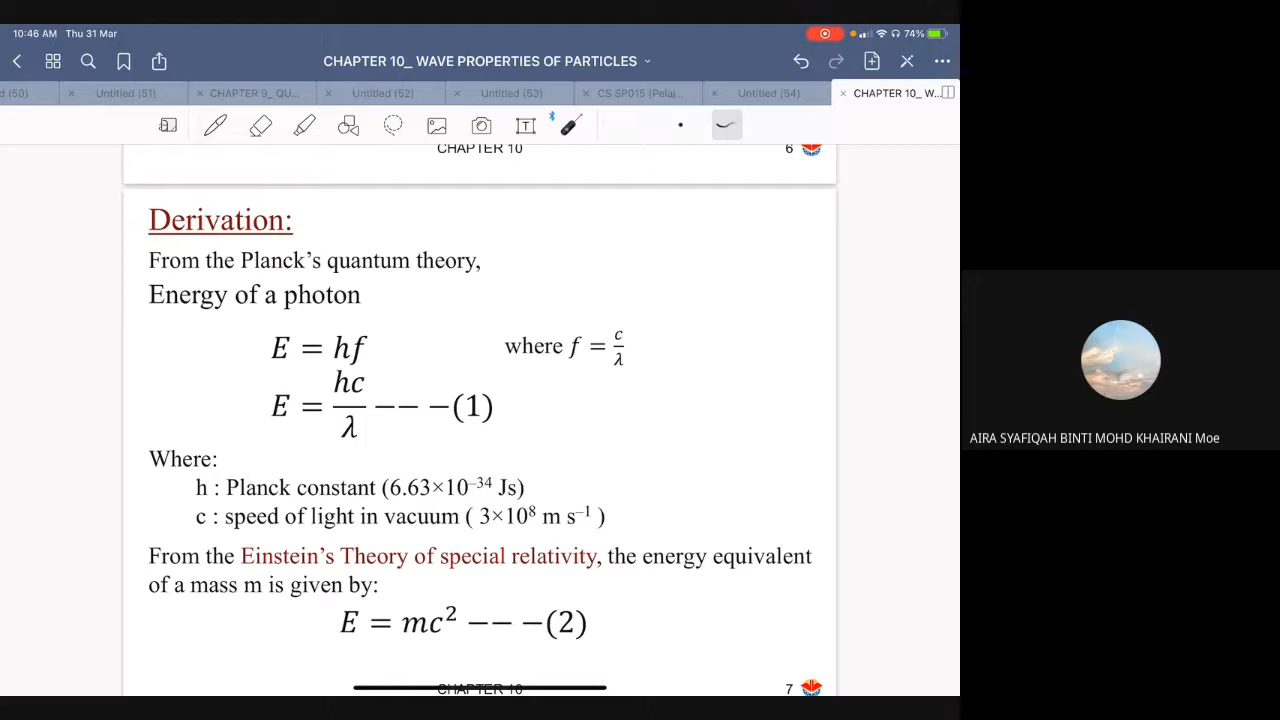 10:46 AM Thu 31 Mar
74%
CHAPTER 10_ WAVE PROPERTIES OF PARTICLES
d (50)
Untitled (51)
CHAPTER 9_ QU...
Untitled (52)
Untitled (53)
CS SP015 (Pelaj...
Untitled (54)
CHAPTER 10_ W...
CHAPTER 10 6
Derivation:
From the Planck’s quantum theory,
Energy of a photon
E = hf where f = c/λ
E = hc/λ −− −(1)
Where:
h : Planck constant (6.63×10⁻³⁴ Js)
c : speed of light in vacuum ( 3×10⁸ m s⁻¹ )
From the Einstein’s Theory of special relativity, the energy equivalent
of a mass m is given by:
E = mc² −− −(2)
CHAPTER 10 7
AIRA SYAFIQAH BINTI MOHD KHAIRANI Moe